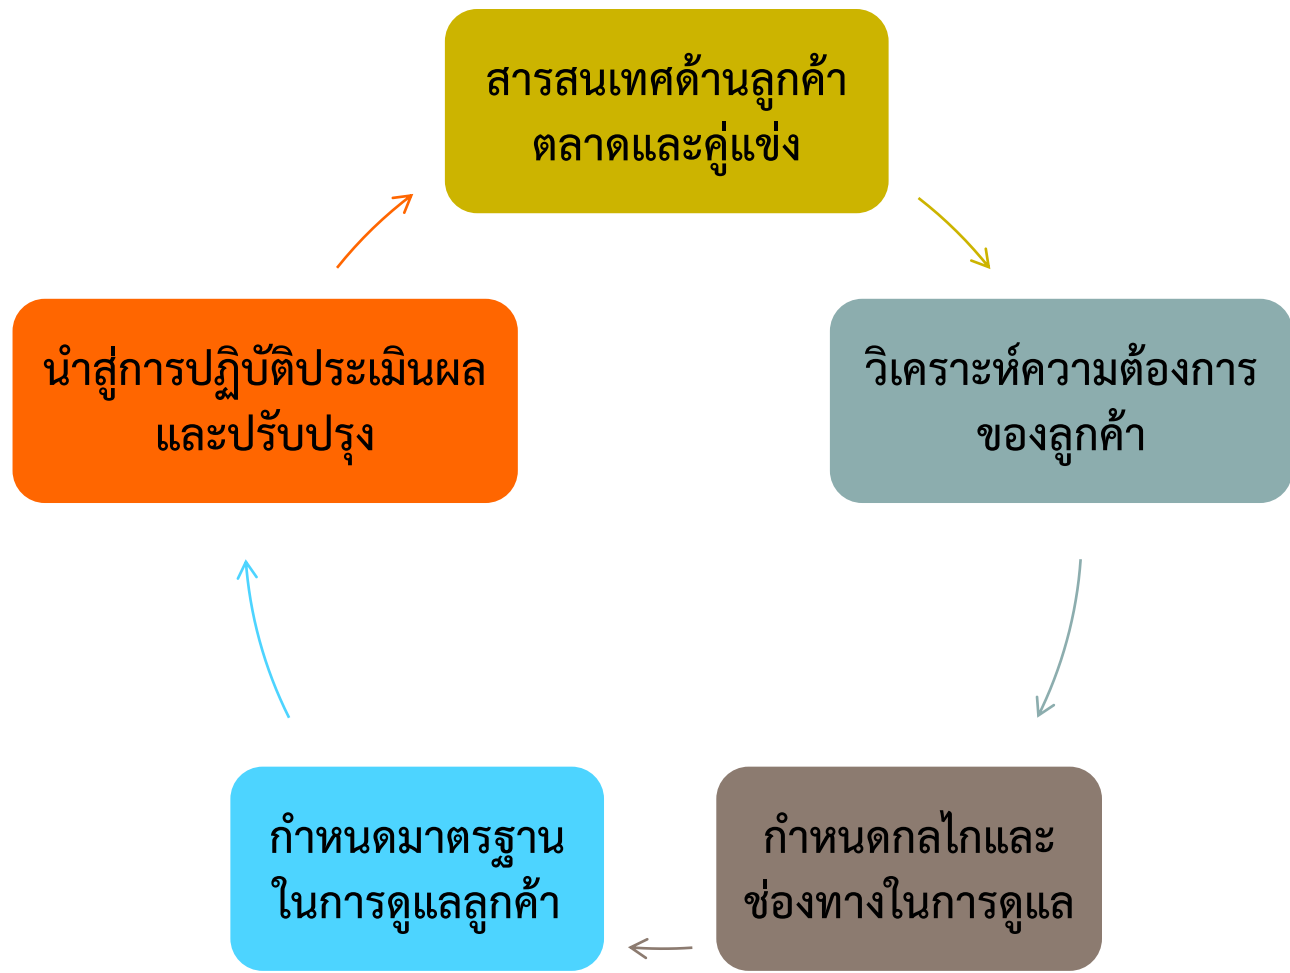 สารสนเทศด้านลูกค้า
ตลาดและคู่แข่ง
วิเคราะห์ความต้องการ
ของลูกค้า
กำหนดกลไกและ
ช่องทางในการดูแล
กำหนดมาตรฐาน
ในการดูแลลูกค้า
นำสู่การปฏิบัติประเมินผล
และปรับปรุง